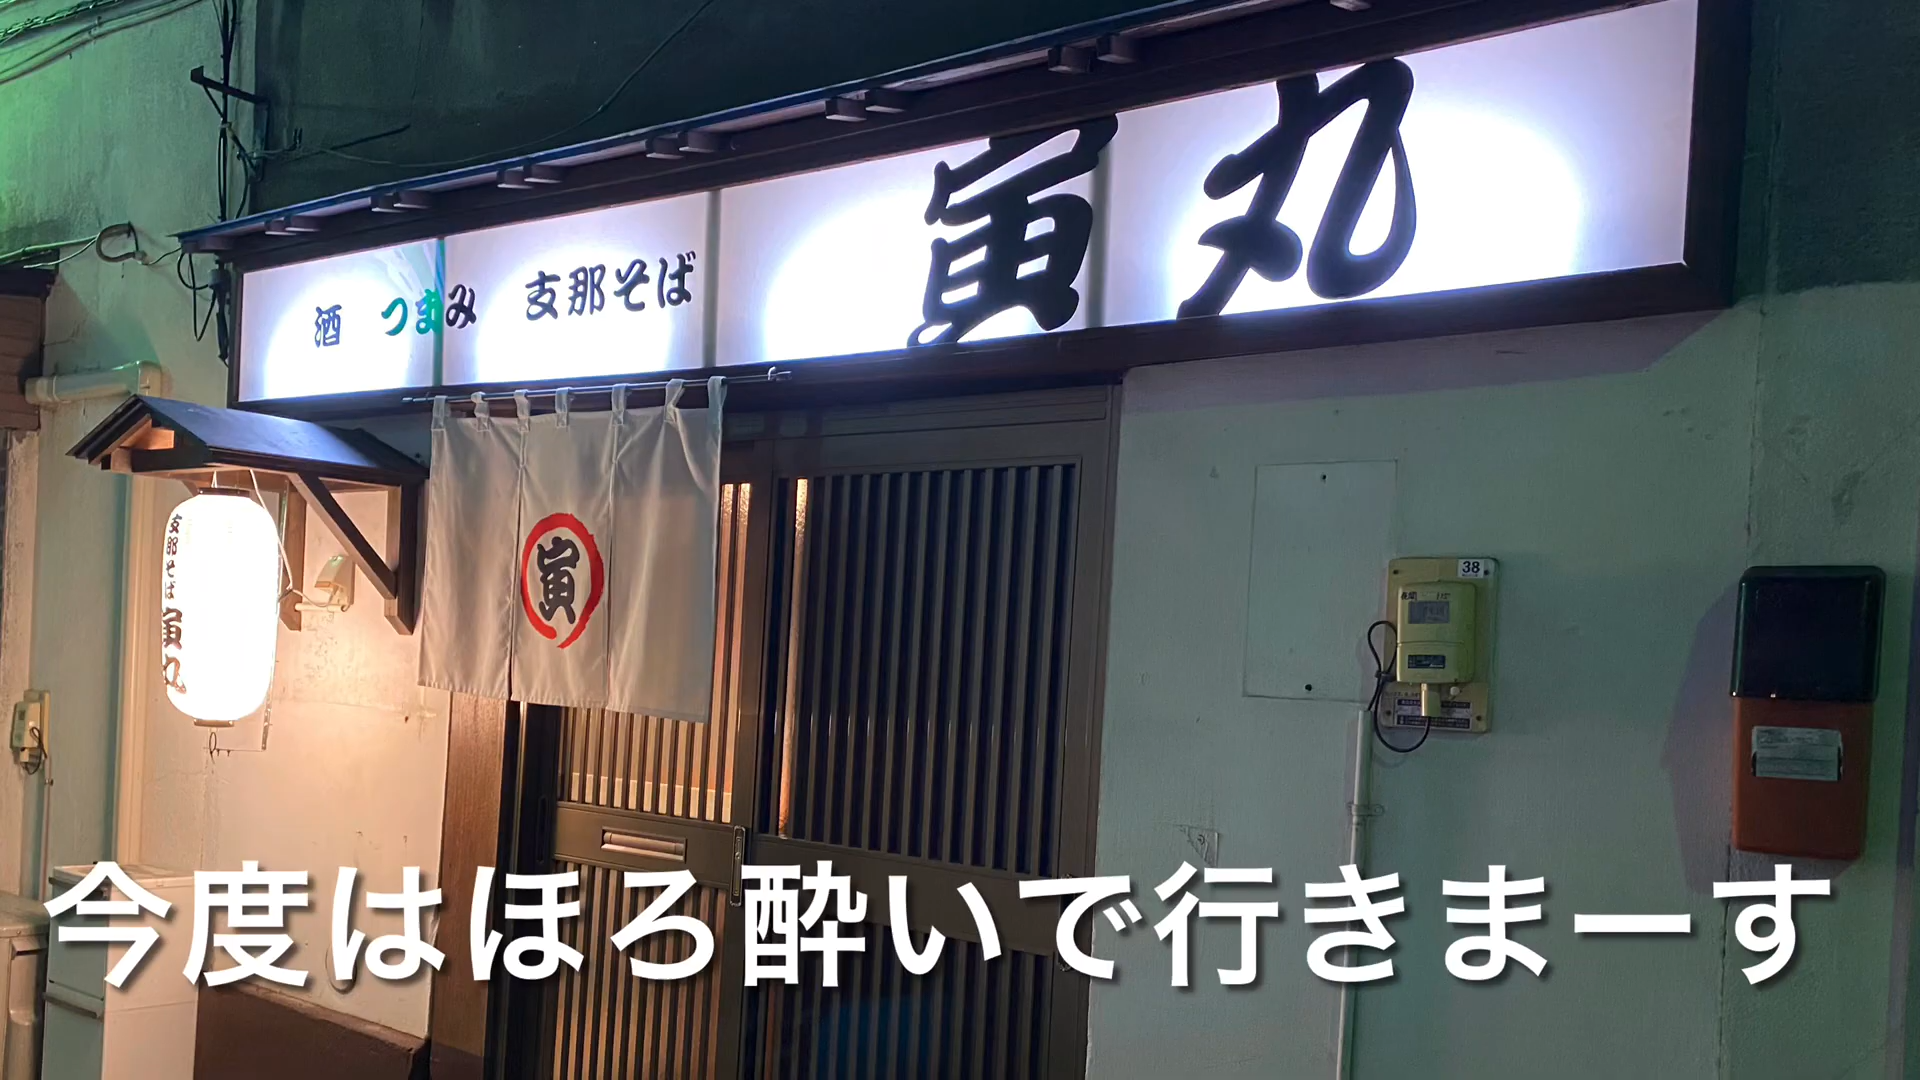 酒 つまみ 支那そば 寅丸
寅
支那そば 寅丸
38
今度はほろ酔いで行きまーす